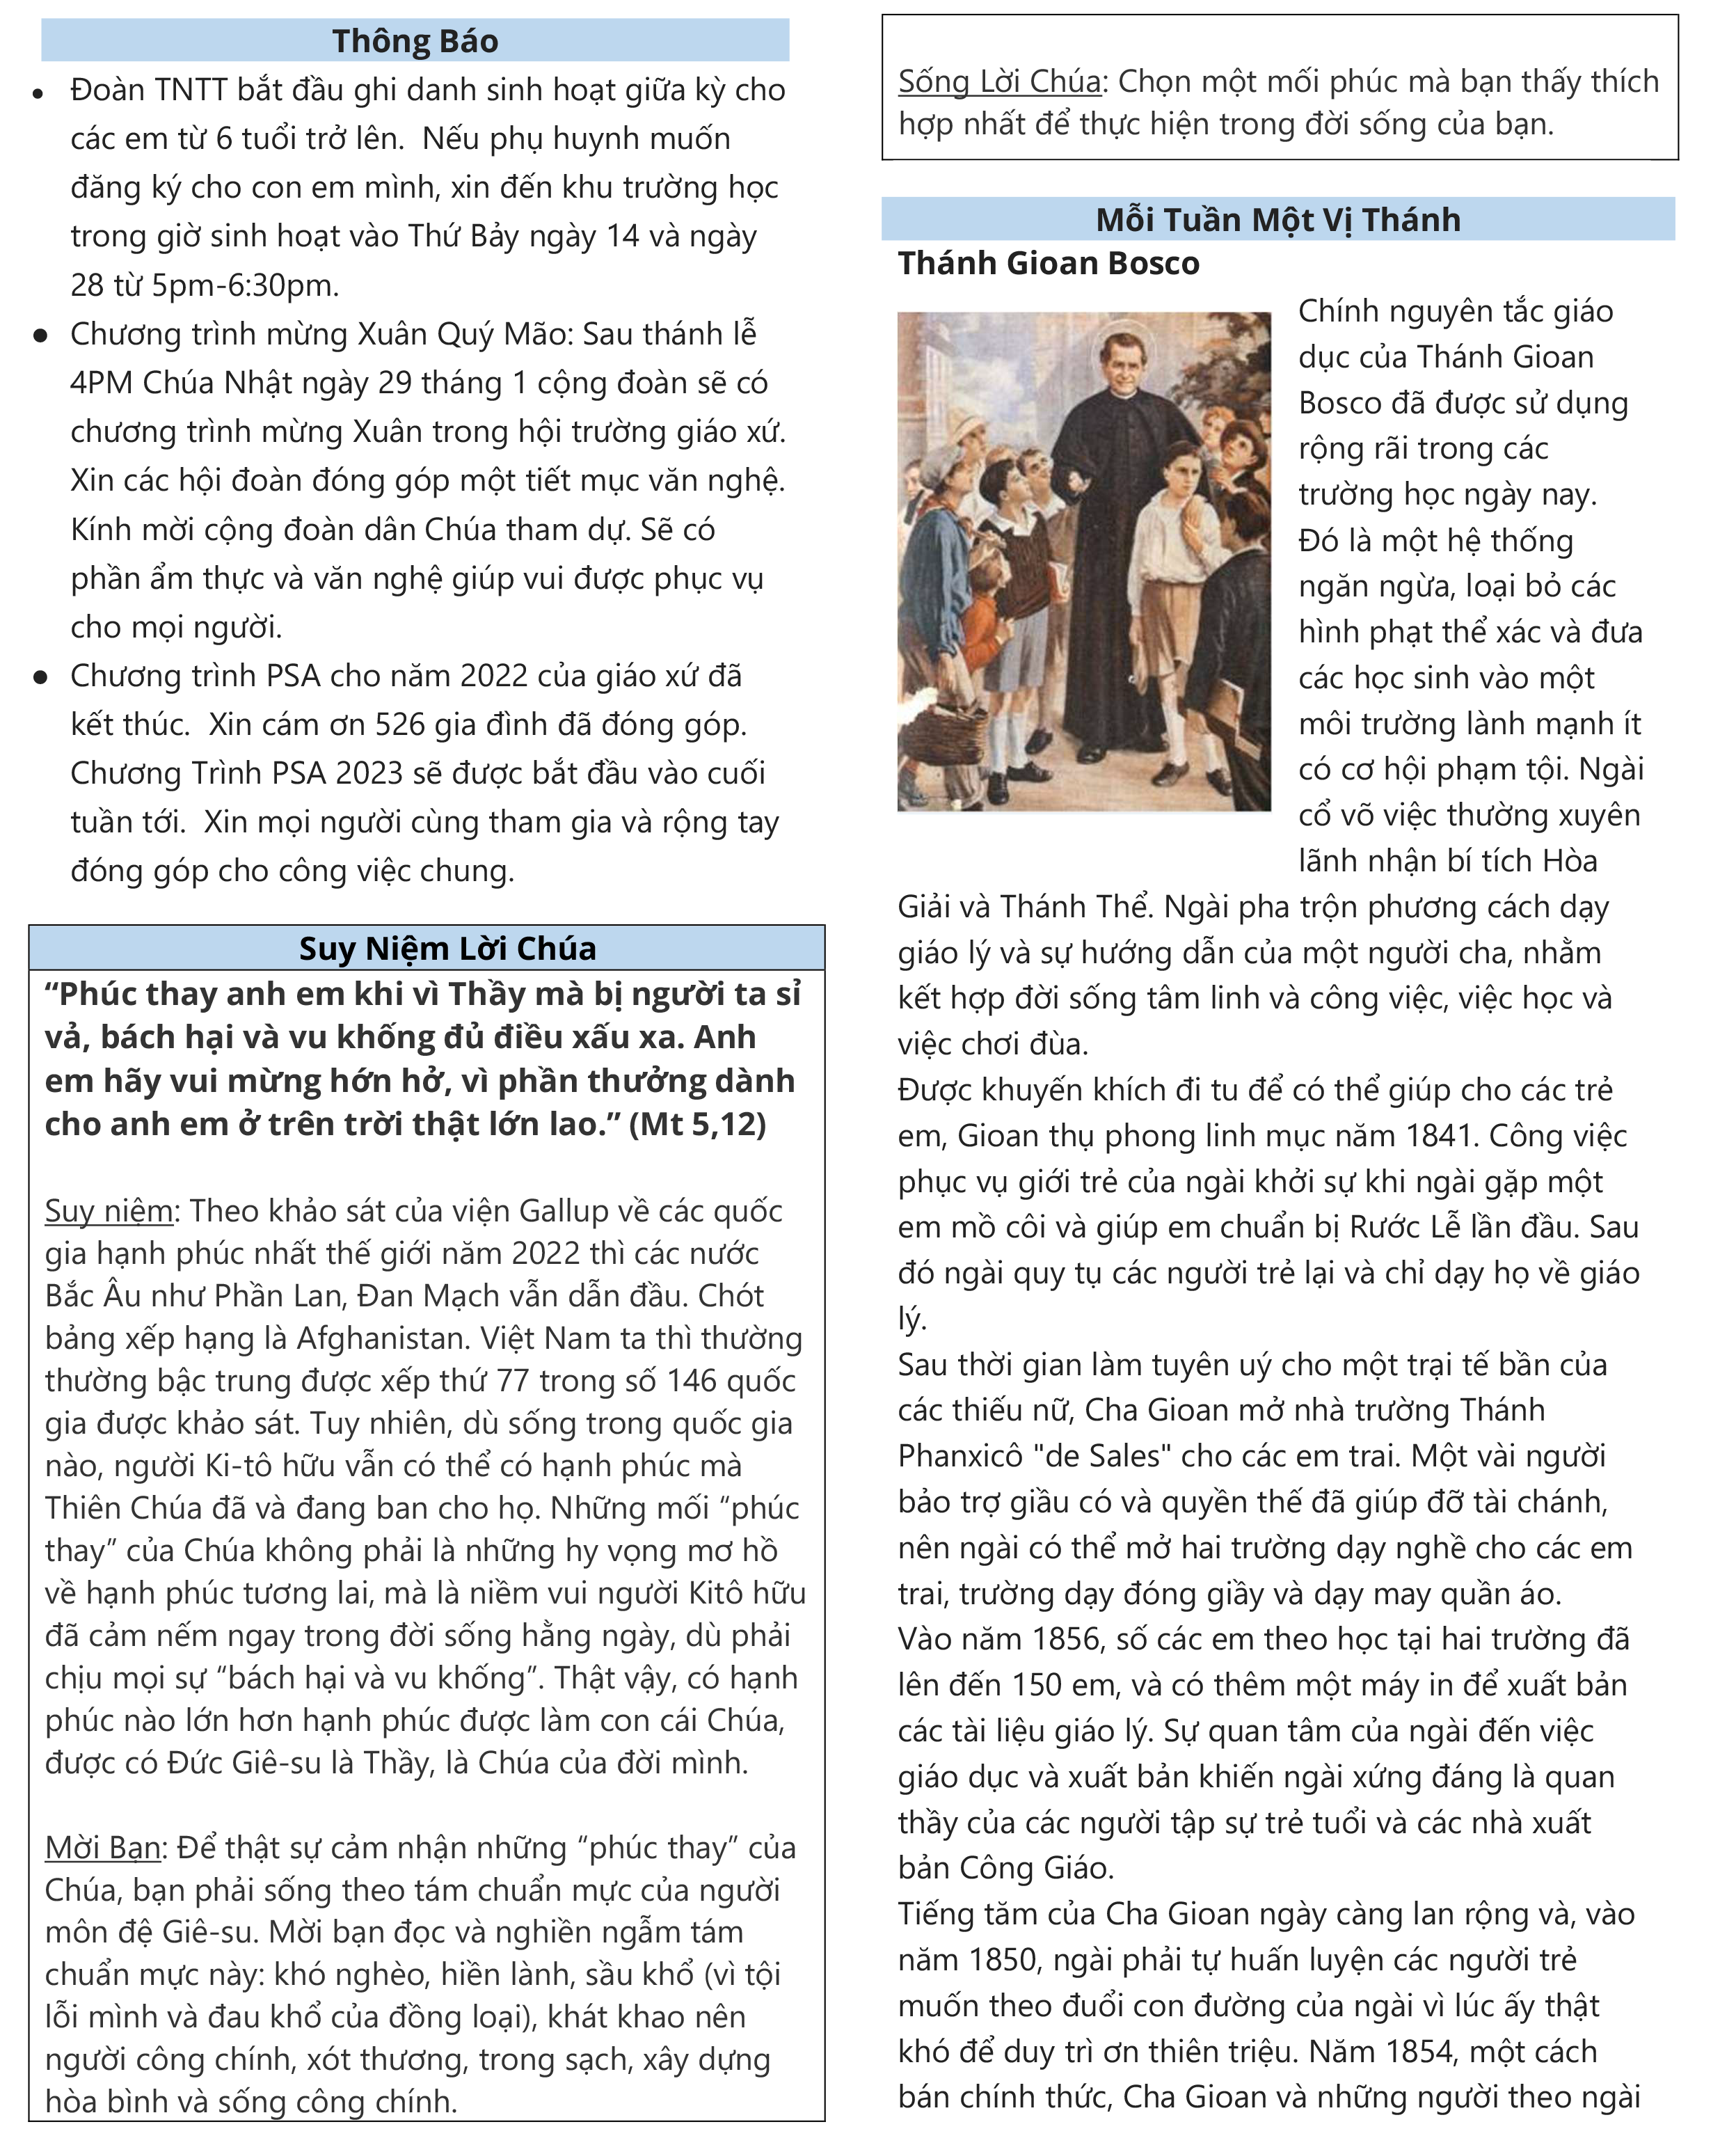 Thông Báo
● Đoàn TNTT bắt đầu ghi danh sinh hoạt giữa kỳ cho
các em từ 6 tuổi trở lên.  Nếu phụ huynh muốn
đăng ký cho con em mình, xin đến khu trường học
trong giờ sinh hoạt vào Thứ Bảy ngày 14 và ngày
28 từ 5pm-6:30pm.
● Chương trình mừng Xuân Quý Mão: Sau thánh lễ
4PM Chúa Nhật ngày 29 tháng 1 cộng đoàn sẽ có
chương trình mừng Xuân trong hội trường giáo xứ.
Xin các hội đoàn đóng góp một tiết mục văn nghệ.
Kính mời cộng đoàn dân Chúa tham dự. Sẽ có
phần ẩm thực và văn nghệ giúp vui được phục vụ
cho mọi người.
● Chương trình PSA cho năm 2022 của giáo xứ đã
kết thúc.  Xin cám ơn 526 gia đình đã đóng góp.
Chương Trình PSA 2023 sẽ được bắt đầu vào cuối
tuần tới.  Xin mọi người cùng tham gia và rộng tay
đóng góp cho công việc chung.
Suy Niệm Lời Chúa
“Phúc thay anh em khi vì Thầy mà bị người ta sỉ
vả, bách hại và vu khống đủ điều xấu xa. Anh
em hãy vui mừng hớn hở, vì phần thưởng dành
cho anh em ở trên trời thật lớn lao.” (Mt 5,12)
Suy niệm: Theo khảo sát của viện Gallup về các quốc
gia hạnh phúc nhất thế giới năm 2022 thì các nước
Bắc Âu như Phần Lan, Đan Mạch vẫn dẫn đầu. Chót
bảng xếp hạng là Afghanistan. Việt Nam ta thì thường
thường bậc trung được xếp thứ 77 trong số 146 quốc
gia được khảo sát. Tuy nhiên, dù sống trong quốc gia
nào, người Ki-tô hữu vẫn có thể có hạnh phúc mà
Thiên Chúa đã và đang ban cho họ. Những mối “phúc
thay” của Chúa không phải là những hy vọng mơ hồ
về hạnh phúc tương lai, mà là niềm vui người Kitô hữu
đã cảm nếm ngay trong đời sống hằng ngày, dù phải
chịu mọi sự “bách hại và vu khống”. Thật vậy, có hạnh
phúc nào lớn hơn hạnh phúc được làm con cái Chúa,
được có Đức Giê-su là Thầy, là Chúa của đời mình.
Mời Bạn: Để thật sự cảm nhận những “phúc thay” của
Chúa, bạn phải sống theo tám chuẩn mực của người
môn đệ Giê-su. Mời bạn đọc và nghiền ngẫm tám
chuẩn mực này: khó nghèo, hiền lành, sầu khổ (vì tội
lỗi mình và đau khổ của đồng loại), khát khao nên
người công chính, xót thương, trong sạch, xây dựng
hòa bình và sống công chính.
Sống Lời Chúa: Chọn một mối phúc mà bạn thấy thích
hợp nhất để thực hiện trong đời sống của bạn.
Mỗi Tuần Một Vị Thánh
Thánh Gioan Bosco
Chính nguyên tắc giáo
dục của Thánh Gioan
Bosco đã được sử dụng
rộng rãi trong các
trường học ngày nay.
Đó là một hệ thống
ngăn ngừa, loại bỏ các
hình phạt thể xác và đưa
các học sinh vào một
môi trường lành mạnh ít
có cơ hội phạm tội. Ngài
cổ võ việc thường xuyên
lãnh nhận bí tích Hòa
Giải và Thánh Thể. Ngài pha trộn phương cách dạy
giáo lý và sự hướng dẫn của một người cha, nhằm
kết hợp đời sống tâm linh và công việc, việc học và
việc chơi đùa.
Được khuyến khích đi tu để có thể giúp cho các trẻ
em, Gioan thụ phong linh mục năm 1841. Công việc
phục vụ giới trẻ của ngài khởi sự khi ngài gặp một
em mồ côi và giúp em chuẩn bị Rước Lễ lần đầu. Sau
đó ngài quy tụ các người trẻ lại và chỉ dạy họ về giáo
lý.
Sau thời gian làm tuyên uý cho một trại tế bần của
các thiếu nữ, Cha Gioan mở nhà trường Thánh
Phanxicô "de Sales" cho các em trai. Một vài người
bảo trợ giầu có và quyền thế đã giúp đỡ tài chánh,
nên ngài có thể mở hai trường dạy nghề cho các em
trai, trường dạy đóng giầy và dạy may quần áo.
Vào năm 1856, số các em theo học tại hai trường đã
lên đến 150 em, và có thêm một máy in để xuất bản
các tài liệu giáo lý. Sự quan tâm của ngài đến việc
giáo dục và xuất bản khiến ngài xứng đáng là quan
thầy của các người tập sự trẻ tuổi và các nhà xuất
bản Công Giáo.
Tiếng tăm của Cha Gioan ngày càng lan rộng và, vào
năm 1850, ngài phải tự huấn luyện các người trẻ
muốn theo đuổi con đường của ngài vì lúc ấy thật
khó để duy trì ơn thiên triệu. Năm 1854, một cách
bán chính thức, Cha Gioan và những người theo ngài